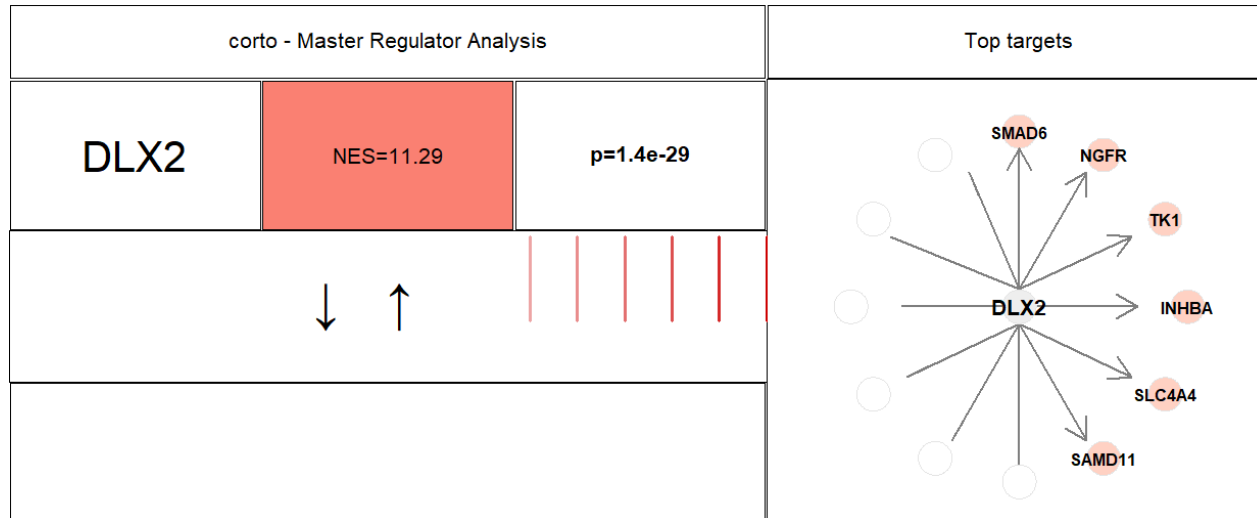 corto - Master Regulator Analysis
Top targets
DLX2
NES=11.29
p=1.4e-29
↓ ↑
SMAD6
NGFR
TK1
DLX2
INHBA
SLC4A4
SAMD11